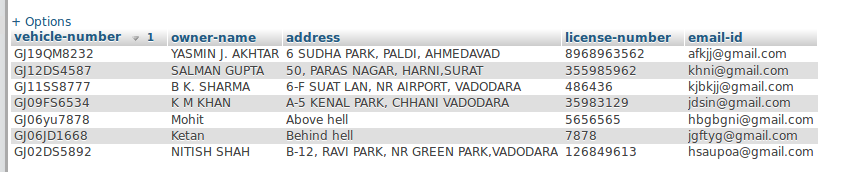 + Options
vehicle-number 1 owner-name address license-number email-id
GJ19QM8232 YASMIN J. AKHTAR 6 SUDHA PARK, PALDI, AHMEDAVAD 8968963562 afkjj@gmail.com
GJ12DS4587 SALMAN GUPTA 50, PARAS NAGAR, HARNI,SURAT 355985962 khni@gmail.com
GJ11SS8777 B K. SHARMA 6-F SUAT LAN, NR AIRPORT, VADODARA 486436 kjbkjj@gmail.com
GJ09FS6534 K M KHAN A-5 KENAL PARK, CHHANI VADODARA 35983129 jdsin@gmail.com
GJ06yu7878 Mohit Above hell 5656565 hbgbgni@gmail.com
GJ06JD1668 Ketan Behind hell 7878 jgftyg@gmail.com
GJ02DS5892 NITISH SHAH B-12, RAVI PARK, NR GREEN PARK,VADODARA 126849613 hsaupoa@gmail.com